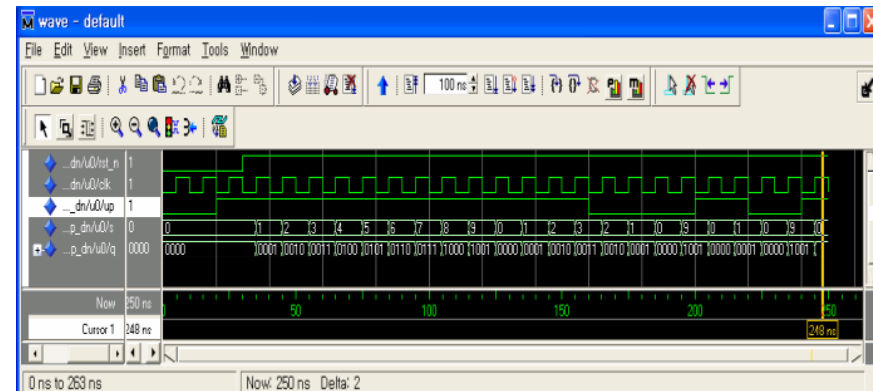 wave - default
File Edit View Insert Format Tools Window
100 ns
...dn/u0/rst_n 1
...dn/u0/clk 1
..._dn/u0/up 1
...p_dn/u0/s 0 0 1 2 3 4 5 6 7 8 9 0 1 2 3 2 1 0 9 0 1 0 9 0
...p_dn/u0/q 0000 0000 0001 0010 0011 0100 0101 0110 0111 1000 1001 0000 0001 0010 0011 0010 0001 0000 1001 0000 0001 0000 1001
Now 250 ns 50 100 150 200 250
Cursor 1 248 ns 248 ns
0 ns to 263 ns Now: 250 ns Delta: 2